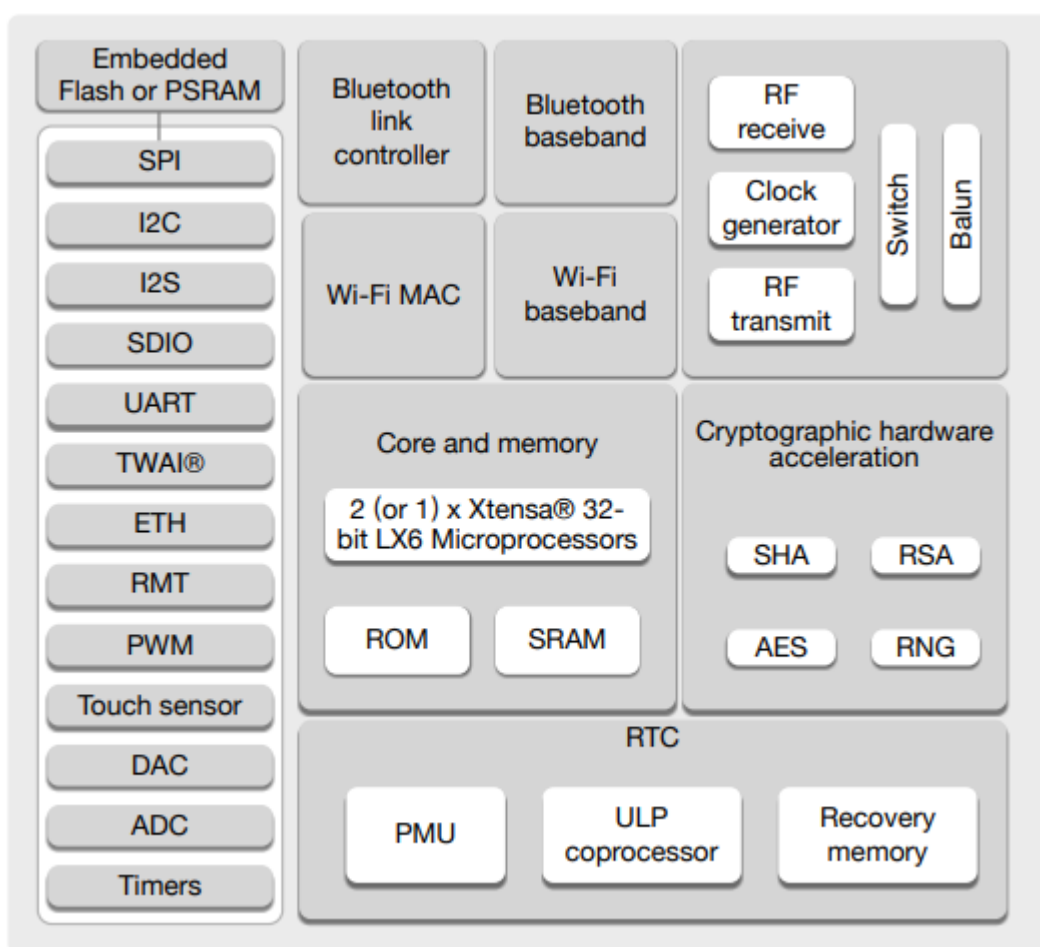 Embedded
Flash or PSRAM
SPI
I2C
I2S
SDIO
UART
TWAI®
ETH
RMT
PWM
Touch sensor
DAC
ADC
Timers
Bluetooth
link
controller
Bluetooth
baseband
Wi-Fi MAC
Wi-Fi
baseband
RF
receive
Clock
generator
RF
transmit
Switch
Balun
Core and memory
2 (or 1) x Xtensa® 32-
bit LX6 Microprocessors
ROM
SRAM
Cryptographic hardware
acceleration
SHA
RSA
AES
RNG
RTC
PMU
ULP
coprocessor
Recovery
memory